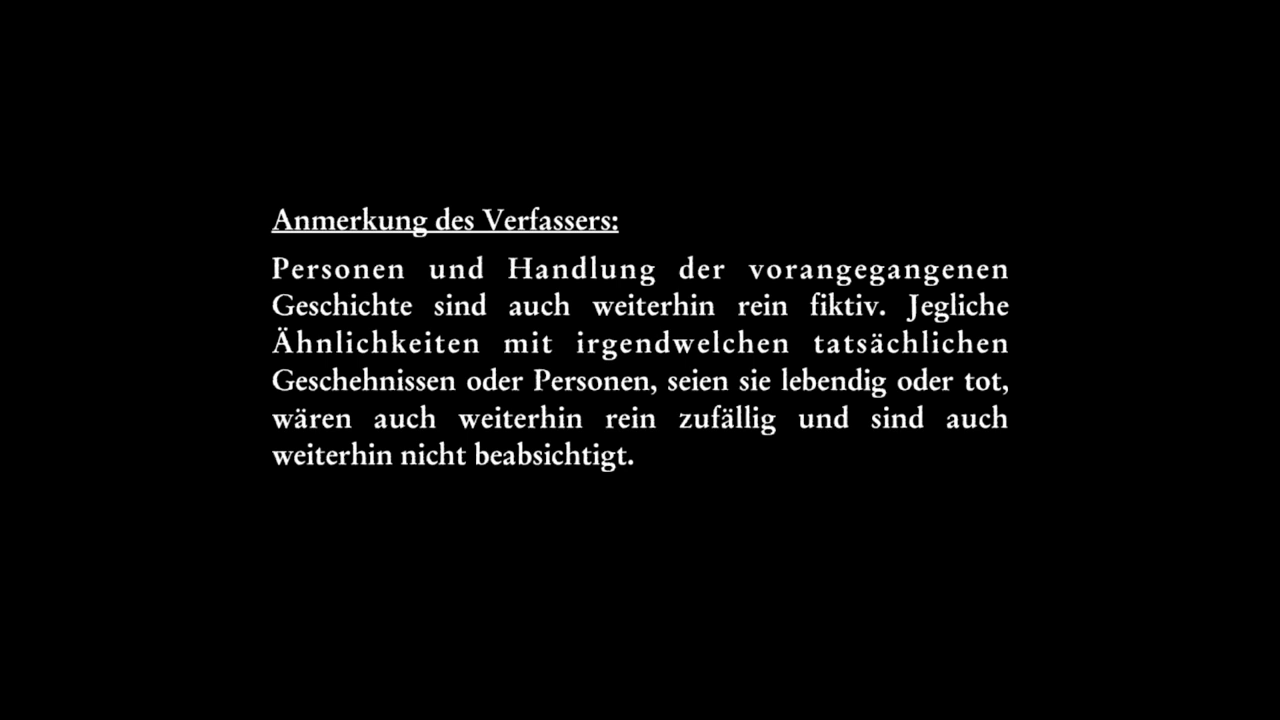 Anmerkung des Verfassers:
Personen und Handlung der vorangegangenen
Geschichte sind auch weiterhin rein fiktiv. Jegliche
Ähnlichkeiten mit irgendwelchen tatsächlichen
Geschehnissen oder Personen, seien sie lebendig oder tot,
wären auch weiterhin rein zufällig und sind auch
weiterhin nicht beabsichtigt.